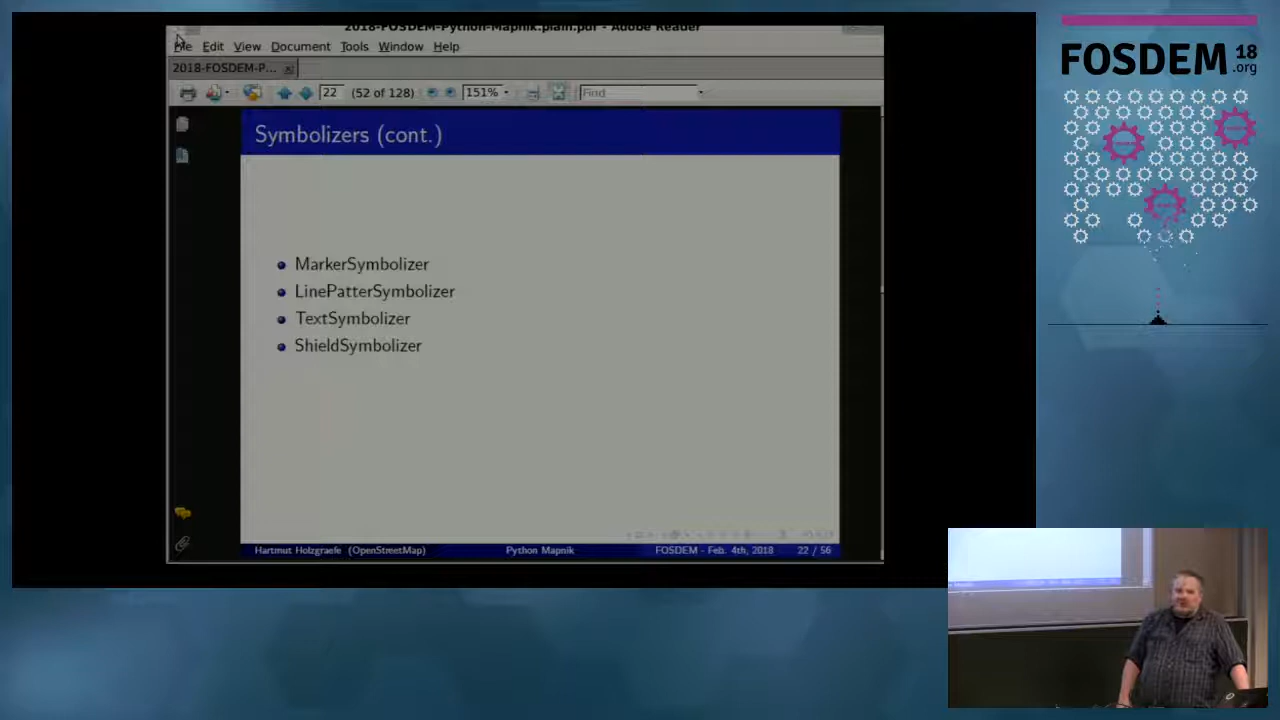 2018-FOSDEM-Python-Mapnik.plain.pdf - Adobe Reader
File Edit View Document Tools Window Help
2018-FOSDEM-P...
22 (52 of 128) 151% Find
Symbolizers (cont.)
MarkerSymbolizer
LinePatterSymbolizer
TextSymbolizer
ShieldSymbolizer
Hartmut Holzgraefe (OpenStreetMap) Python Mapnik FOSDEM - Feb. 4th, 2018 22 / 56
FOSDEM 18
.org